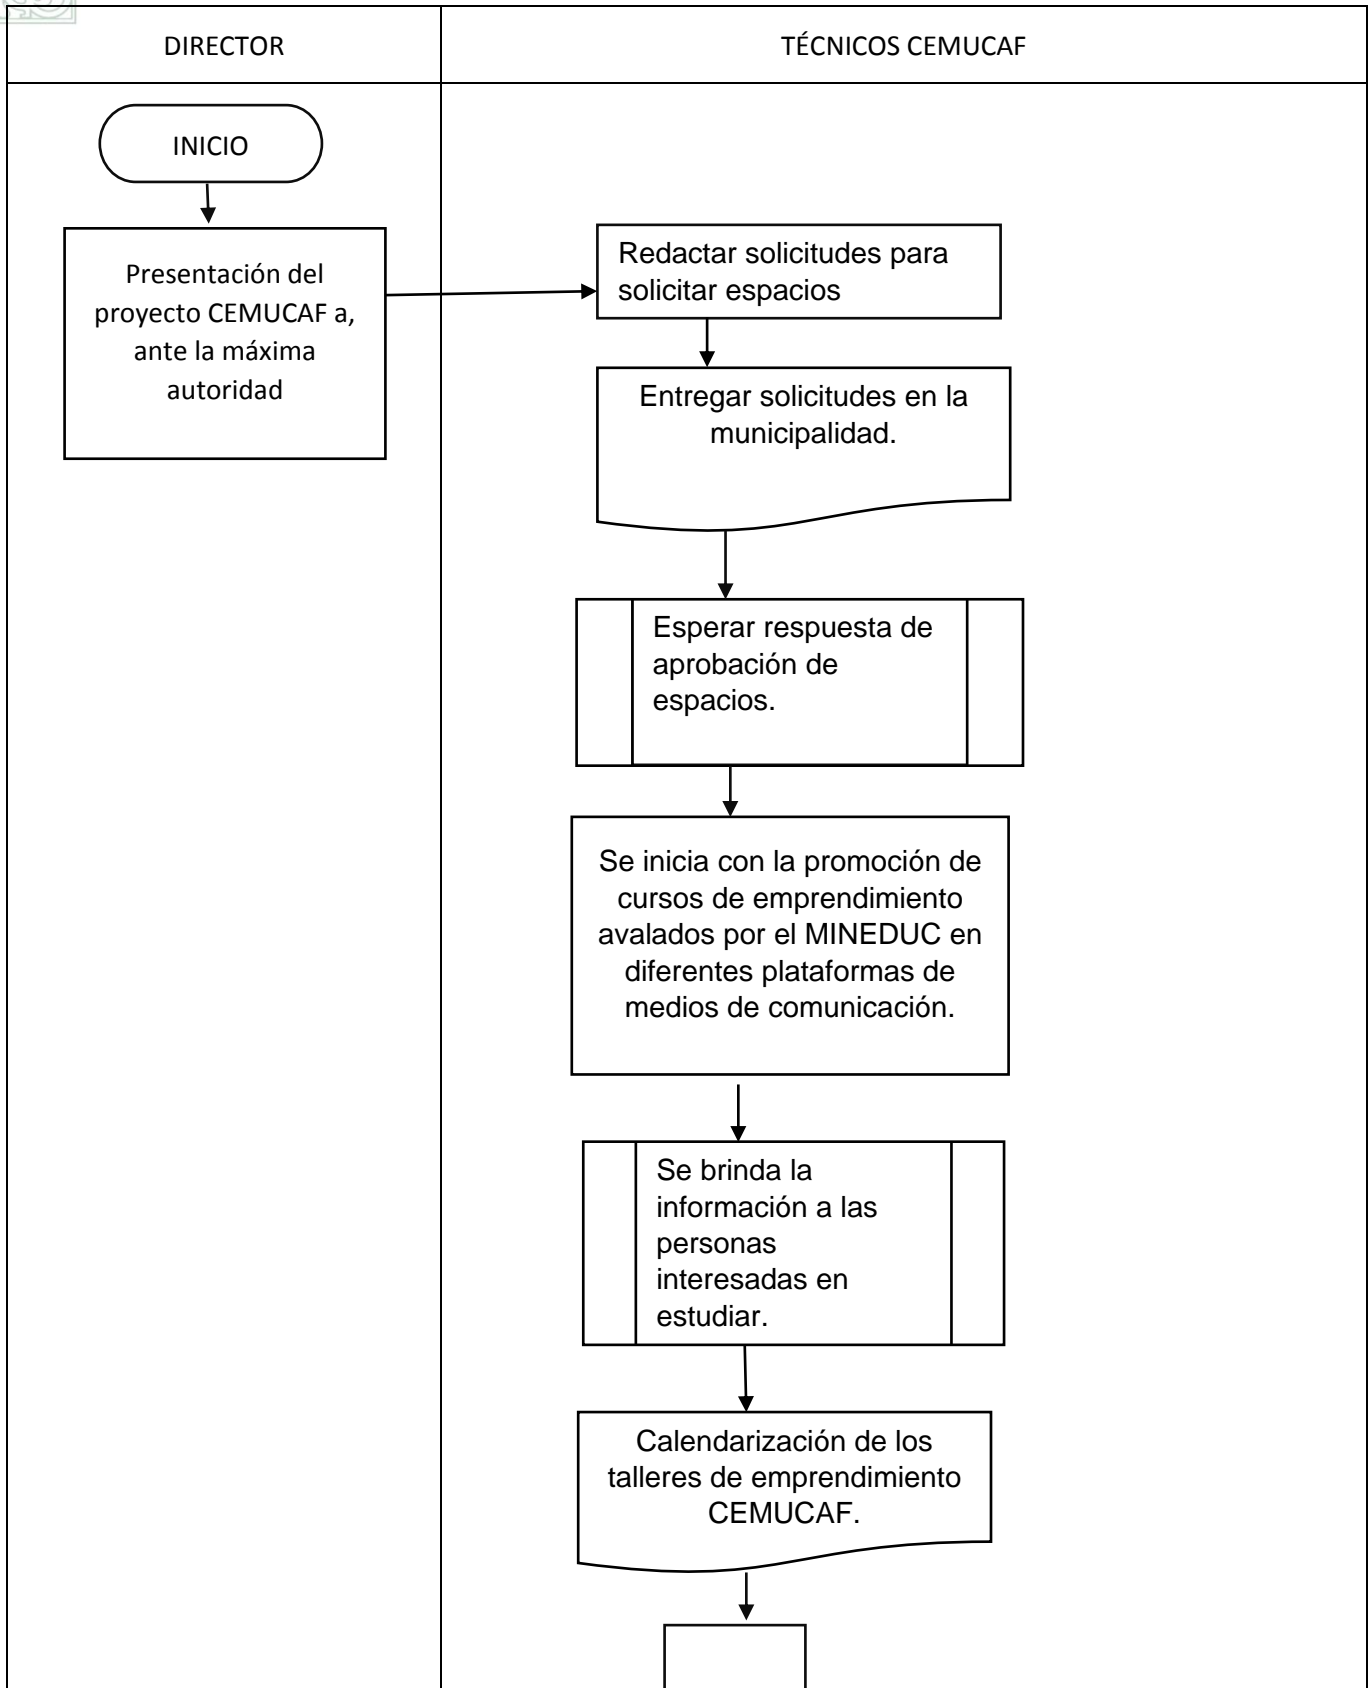 DIRECTOR
TÉCNICOS CEMUCAF
INICIO
Presentación del
proyecto CEMUCAF a,
ante la máxima
autoridad
Redactar solicitudes para
solicitar espacios
Entregar solicitudes en la
municipalidad.
Esperar respuesta de
aprobación de
espacios.
Se inicia con la promoción de
cursos de emprendimiento
avalados por el MINEDUC en
diferentes plataformas de
medios de comunicación.
Se brinda la
información a las
personas
interesadas en
estudiar.
Calendarización de los
talleres de emprendimiento
CEMUCAF.